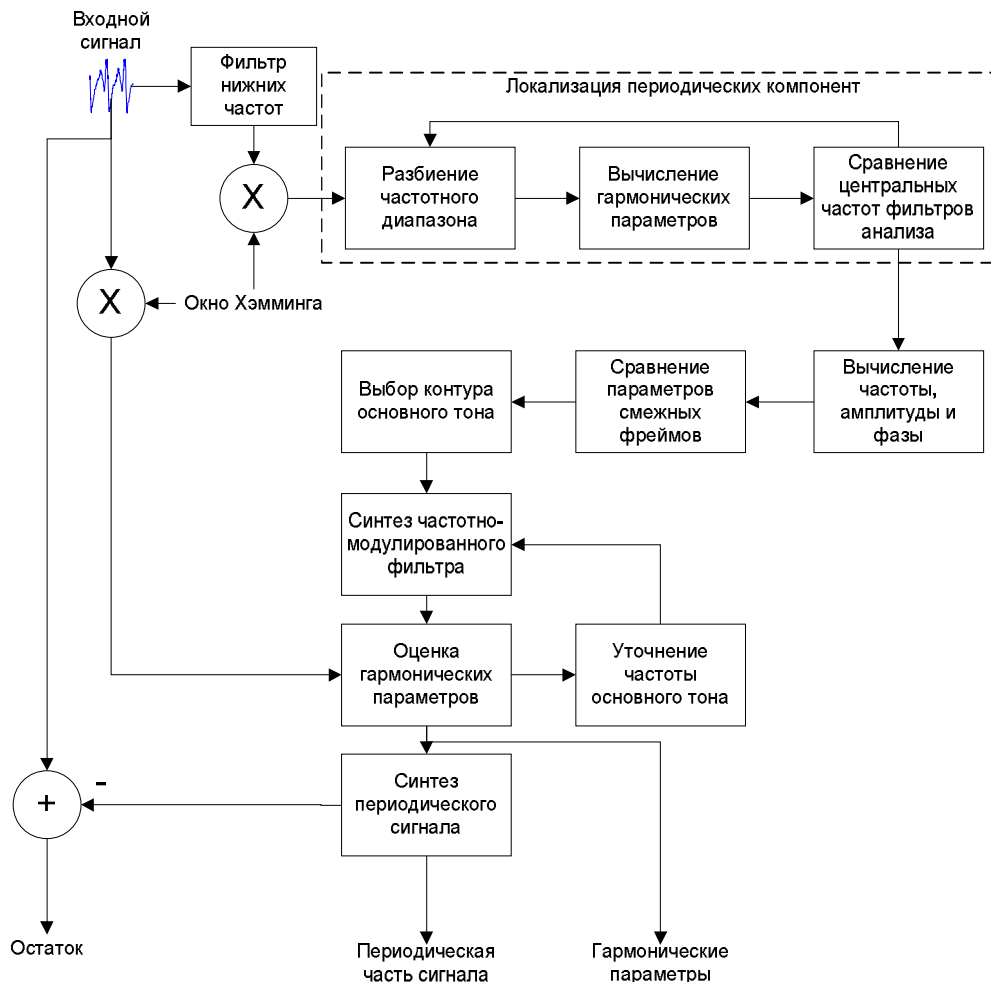 Входной
сигнал
Фильтр
нижних
частот
Локализация периодических компонент
Разбиение
частотного
диапазона
Вычисление
гармонических
параметров
Сравнение
центральных
частот фильтров
анализа
X
X
Окно Хэмминга
Выбор контура
основного тона
Сравнение
параметров
смежных
фреймов
Вычисление
частоты,
амплитуды и
фазы
Синтез частотно-
модулированного
фильтра
Оценка
гармонических
параметров
Уточнение
частоты
основного тона
Синтез
периодического
сигнала
-
+
Остаток
Периодическая
часть сигнала
Гармонические
параметры